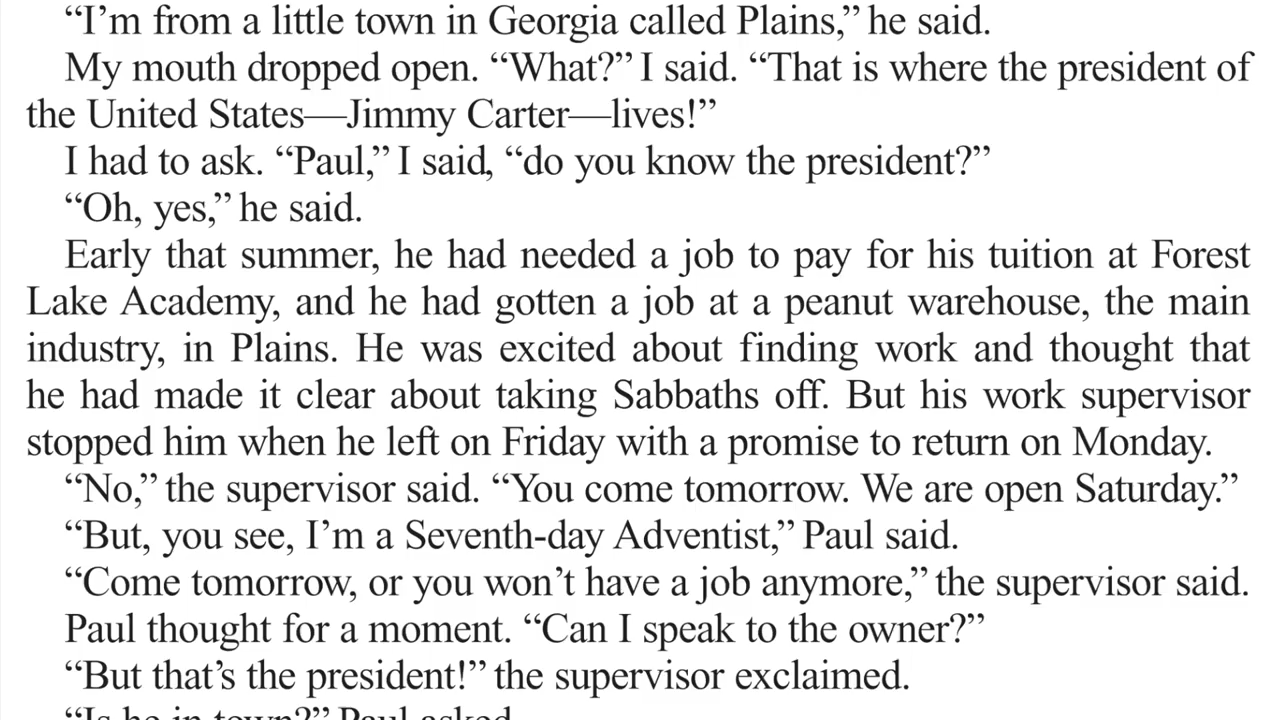 “I’m from a little town in Georgia called Plains,” he said.
My mouth dropped open. “What?” I said. “That is where the president of
the United States—Jimmy Carter—lives!”
I had to ask. “Paul,” I said, “do you know the president?”
“Oh, yes,” he said.
Early that summer, he had needed a job to pay for his tuition at Forest
Lake Academy, and he had gotten a job at a peanut warehouse, the main
industry, in Plains. He was excited about finding work and thought that
he had made it clear about taking Sabbaths off. But his work supervisor
stopped him when he left on Friday with a promise to return on Monday.
“No,” the supervisor said. “You come tomorrow. We are open Saturday.”
“But, you see, I’m a Seventh-day Adventist,” Paul said.
“Come tomorrow, or you won’t have a job anymore,” the supervisor said.
Paul thought for a moment. “Can I speak to the owner?”
“But that’s the president!” the supervisor exclaimed.
“Is he in town?” Paul asked.